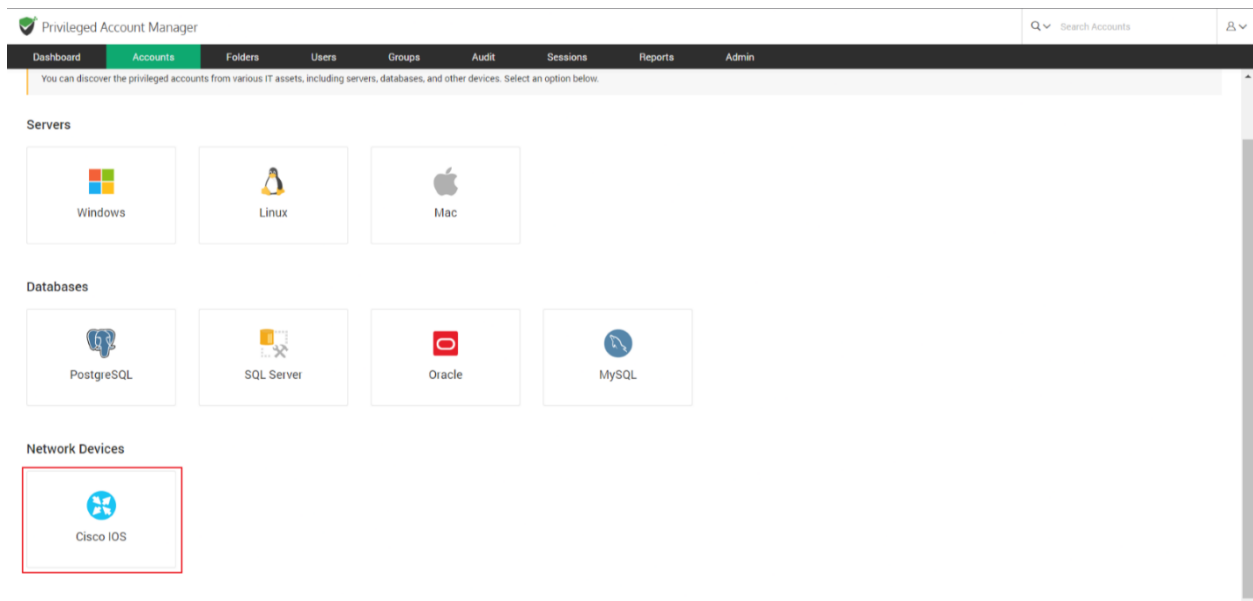 Privileged Account Manager
Search Accounts
Dashboard Accounts Folders Users Groups Audit Sessions Reports Admin
You can discover the privileged accounts from various IT assets, including servers, databases, and other devices. Select an option below.
Servers
Windows Linux Mac
Databases
PostgreSQL SQL Server Oracle MySQL
Network Devices
Cisco IOS